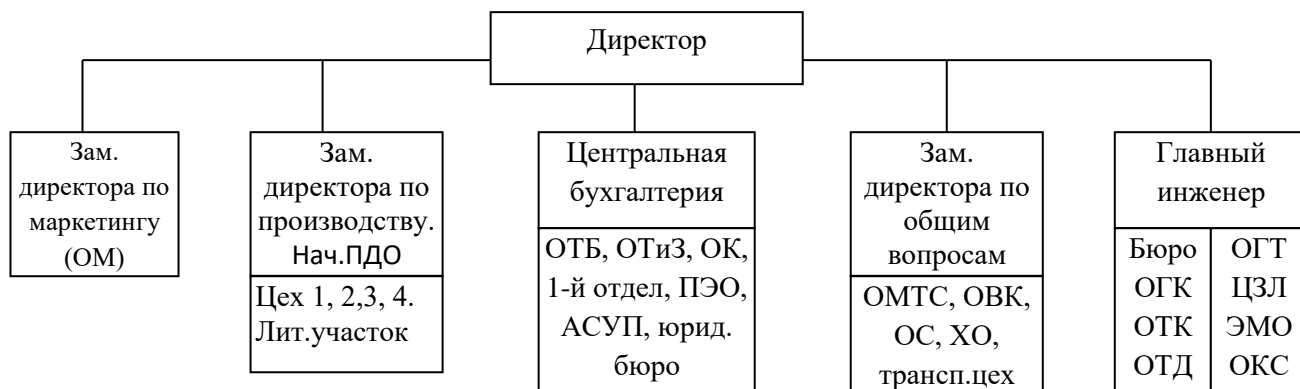 Директор
Зам.
директора по
маркетингу
(ОМ)
Зам.
директора по
производству.
Нач.ПДО
Цех 1, 2,3, 4.
Лит.участок
Центральная
бухгалтерия
ОТБ, ОТиЗ, ОК,
1-й отдел, ПЭО,
АСУП, юрид.
бюро
Зам.
директора по
общим
вопросам
ОМТС, ОВК,
ОС, ХО,
трансп.цех
Главный
инженер
Бюро
ОГК
ОТК
ОТД
ОГТ
ЦЗЛ
ЭМО
ОКС